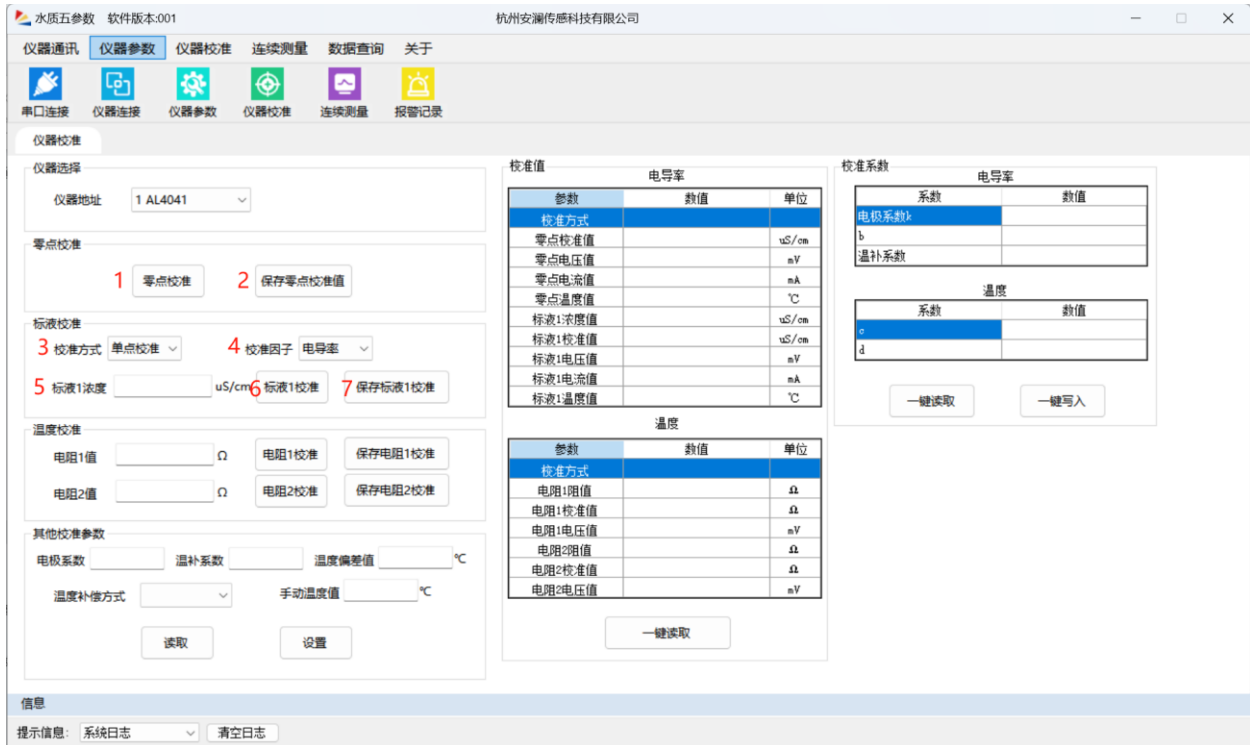 水质五参数 软件版本:001 杭州安澜传感科技有限公司
仪器通讯 仪器参数 仪器校准 连续测量 数据查询 关于
串口连接 仪器连接 仪器参数 仪器校准 连续测量 报警记录
仪器校准
仪器选择
仪器地址 1 AL4041
零点校准
1 零点校准 2 保存零点校准值
标液校准
3 校准方式 单点校准 4 校准因子 电导率
5 标液1浓度 uS/cm 6 标液1校准 7 保存标液1校准
温度校准
电阻1值 Ω 电阻1校准 保存电阻1校准
电阻2值 Ω 电阻2校准 保存电阻2校准
其他校准参数
电极系数 温补系数 温度偏差值 ℃
温度补偿方式 手动温度值 ℃
读取 设置
校准值
电导率
参数 数值 单位
校准方式
零点校准值 uS/cm
零点电压值 mV
零点电流值 mA
零点温度值 ℃
标液1浓度值 uS/cm
标液1校准值 uS/cm
标液1电压值 mV
标液1电流值 mA
标液1温度值 ℃
温度
参数 数值 单位
校准方式
电阻1阻值 Ω
电阻1校准值 Ω
电阻1电压值 mV
电阻2阻值 Ω
电阻2校准值 Ω
电阻2电压值 mV
一键读取
校准系数
电导率
系数 数值
电极系数k
b
温补系数
温度
系数 数值
c
d
一键读取 一键写入
信息
提示信息: 系统日志 清空日志